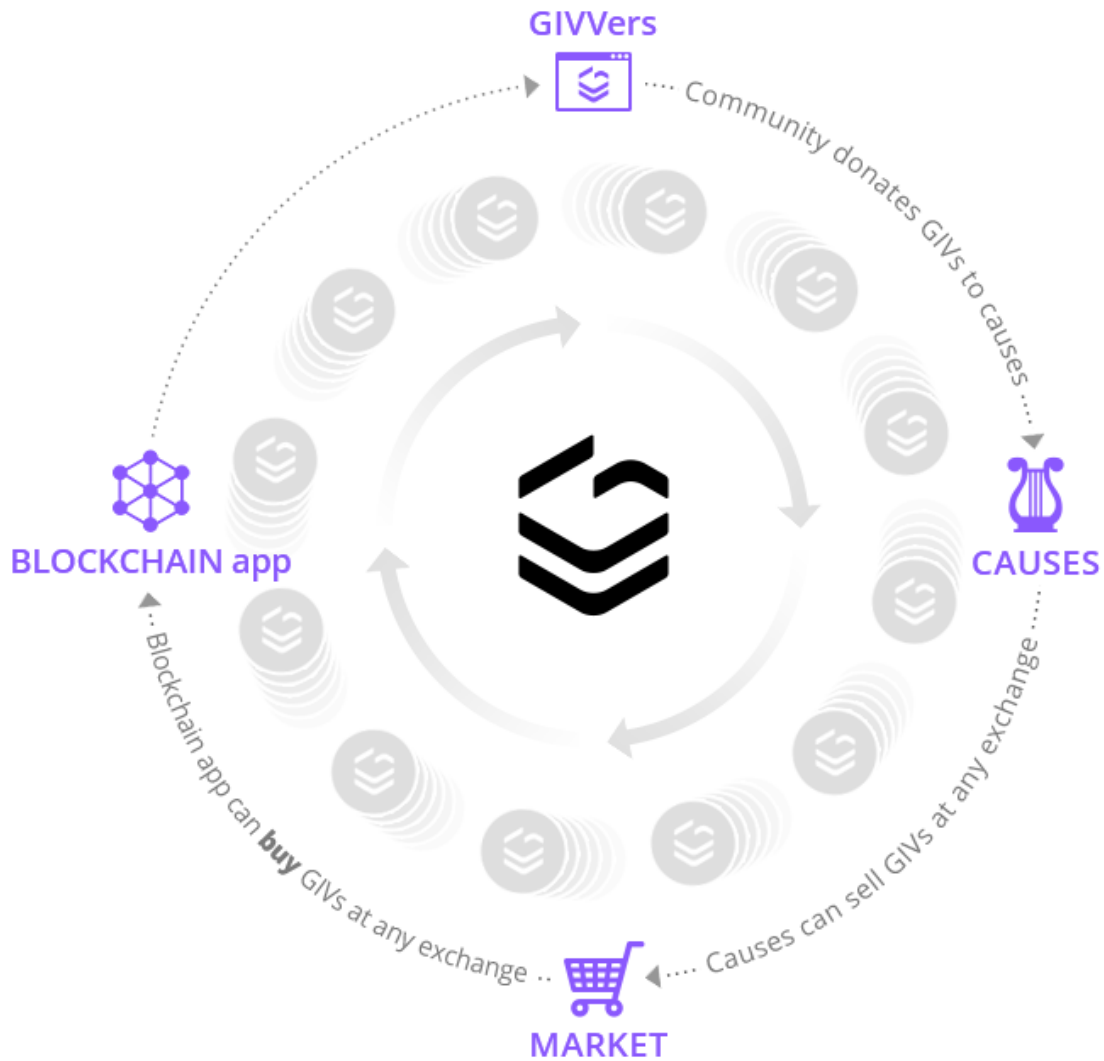 GIVVers
Community donates GIVs to causes
CAUSES
Causes can sell GIVs at any exchange
MARKET
Blockchain app can buy GIVs at any exchange
BLOCKCHAIN app